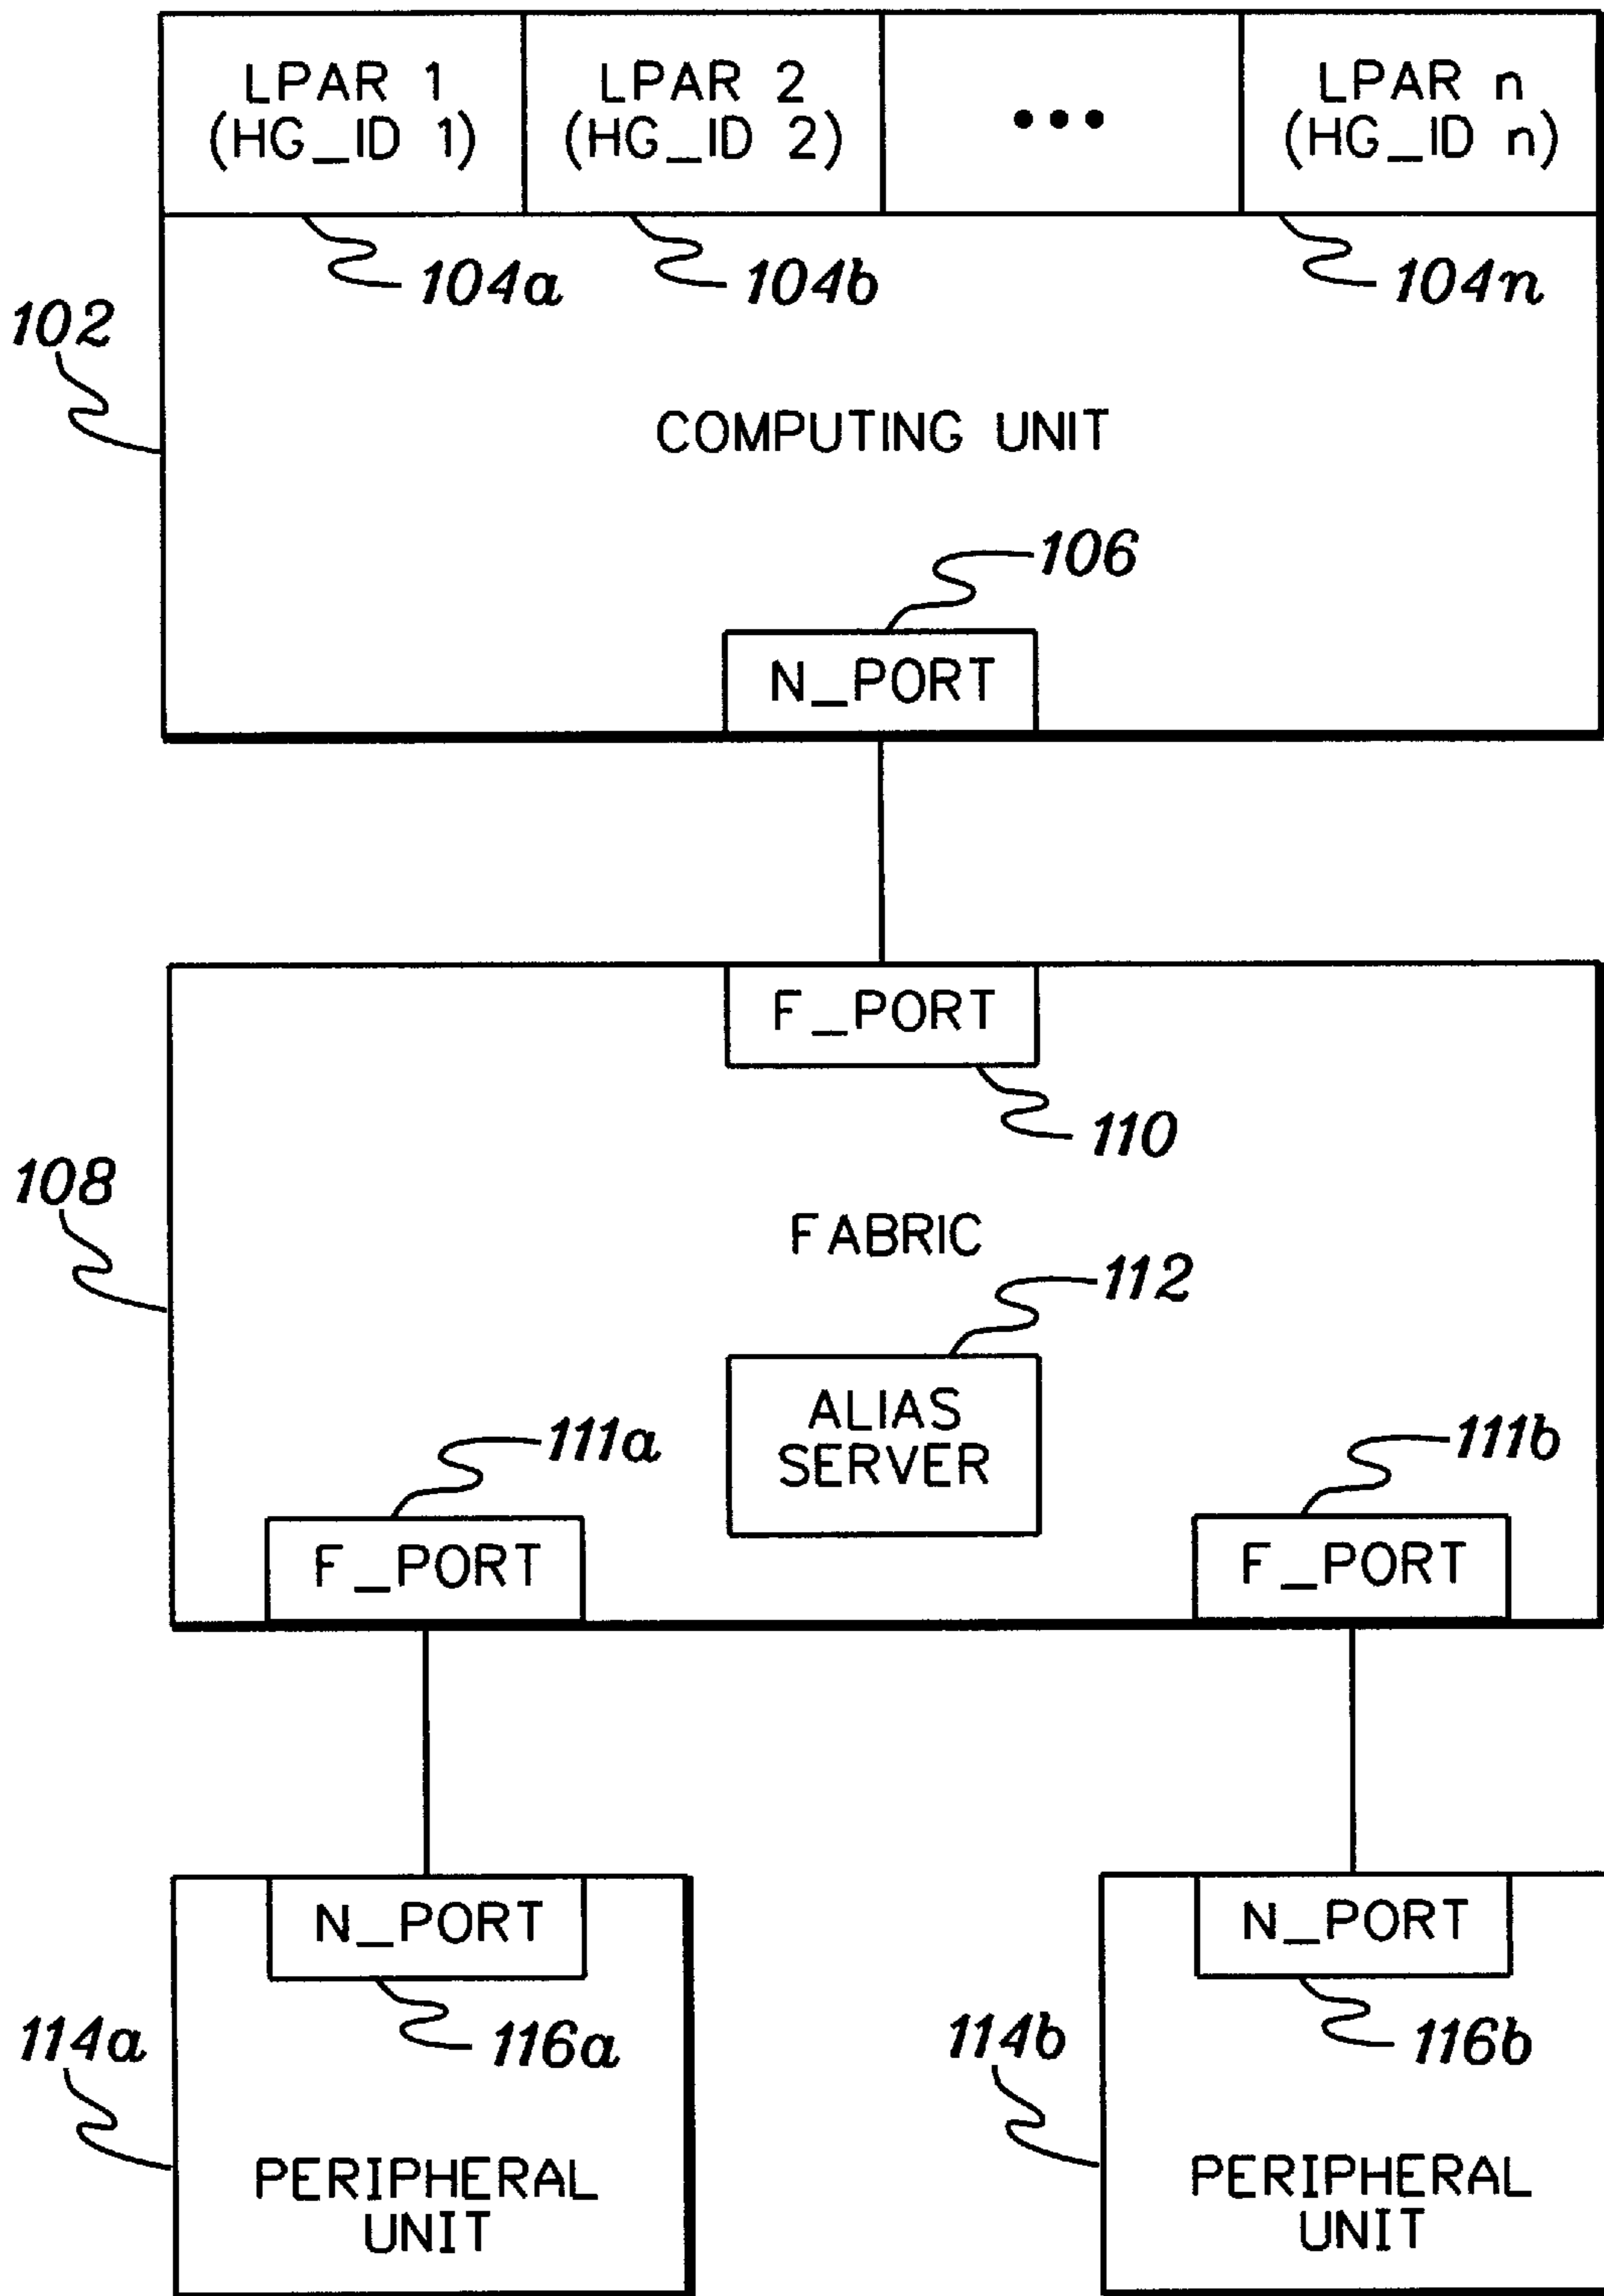 LPAR 1
(HG_ID 1)
LPAR 2
(HG_ID 2)
•••
LPAR n
(HG_ID n)
104a
104b
104n
102
COMPUTING UNIT
106
N_PORT
F_PORT
110
108
FABRIC
112
ALIAS
SERVER
111a
111b
F_PORT
F_PORT
N_PORT
N_PORT
114a
116a
114b
116b
PERIPHERAL
UNIT
PERIPHERAL
UNIT